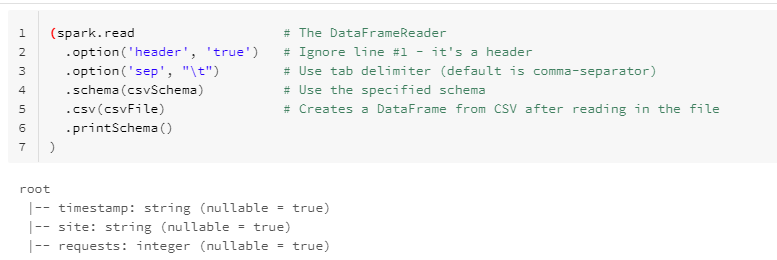 1 (spark.read # The DataFrameReader
2 .option('header', 'true') # Ignore line #1 - it's a header
3 .option('sep', "\t") # Use tab delimiter (default is comma-separator)
4 .schema(csvSchema) # Use the specified schema
5 .csv(csvFile) # Creates a DataFrame from CSV after reading in the file
6 .printSchema()
7 )
root
|-- timestamp: string (nullable = true)
|-- site: string (nullable = true)
|-- requests: integer (nullable = true)